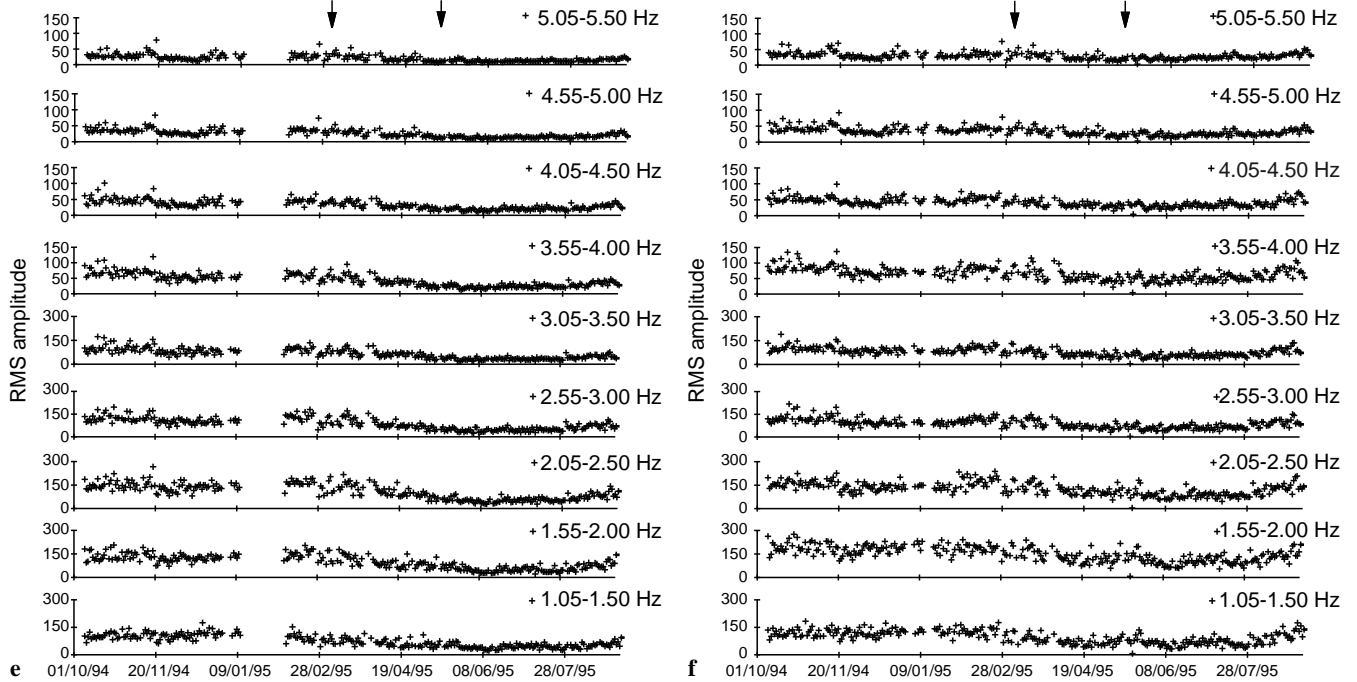 150 + 5.05-5.50 Hz
100
50
0
150 + 4.55-5.00 Hz
100
50
0
150 + 4.05-4.50 Hz
100
50
0
150 + 3.55-4.00 Hz
100
50
0
300 + 3.05-3.50 Hz
150
0
300 + 2.55-3.00 Hz
150
0
300 + 2.05-2.50 Hz
150
0
300 + 1.55-2.00 Hz
150
0
300 + 1.05-1.50 Hz
150
0
RMS amplitude
e 01/10/94 20/11/94 09/01/95 28/02/95 19/04/95 08/06/95 28/07/95
150 +5.05-5.50 Hz
100
50
0
150 + 4.55-5.00 Hz
100
50
0
150 + 4.05-4.50 Hz
100
50
0
150 +3.55-4.00 Hz
100
50
0
300 +3.05-3.50 Hz
150
0
300 +2.55-3.00 Hz
150
0
300 +2.05-2.50 Hz
150
0
300 +1.55-2.00 Hz
150
0
300 +1.05-1.50 Hz
150
0
RMS amplitude
f 01/10/94 20/11/94 09/01/95 28/02/95 19/04/95 08/06/95 28/07/95